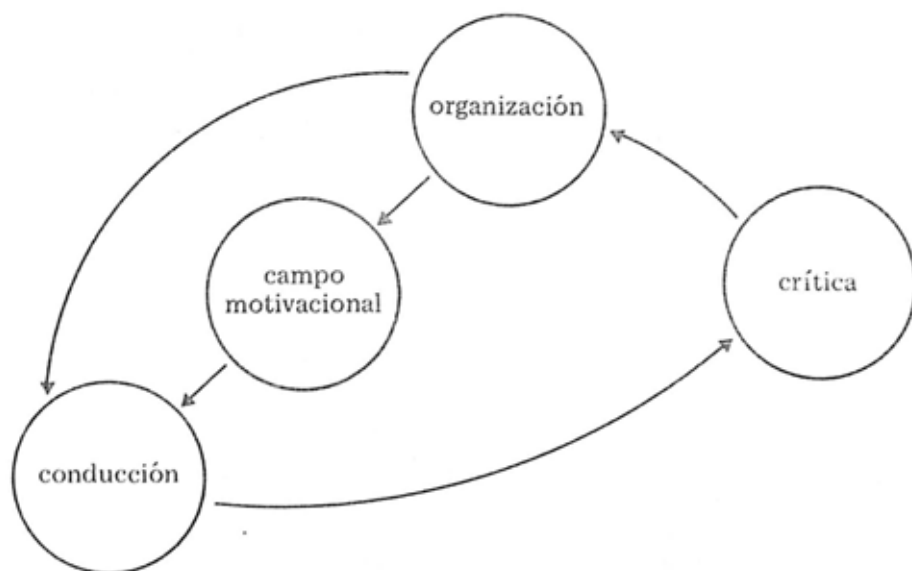 organización
campo
motivacional
crítica
conducción